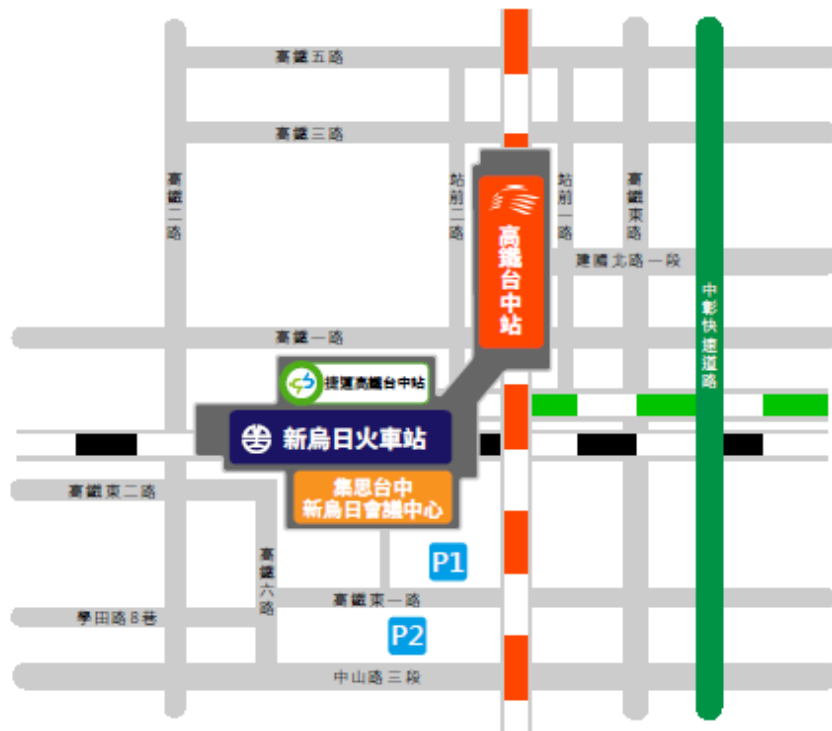 高鐵五路
高鐵三路
高鐵二路
站前二路
站前一路
高鐵東路
高鐵台中站
建國北路一段
中彰快速道路
高鐵一路
捷運高鐵台中站
新烏日火車站
高鐵東二路
集思台中
新烏日會議中心
高鐵六路
P1
高鐵東一路
學田路8巷
P2
中山路三段